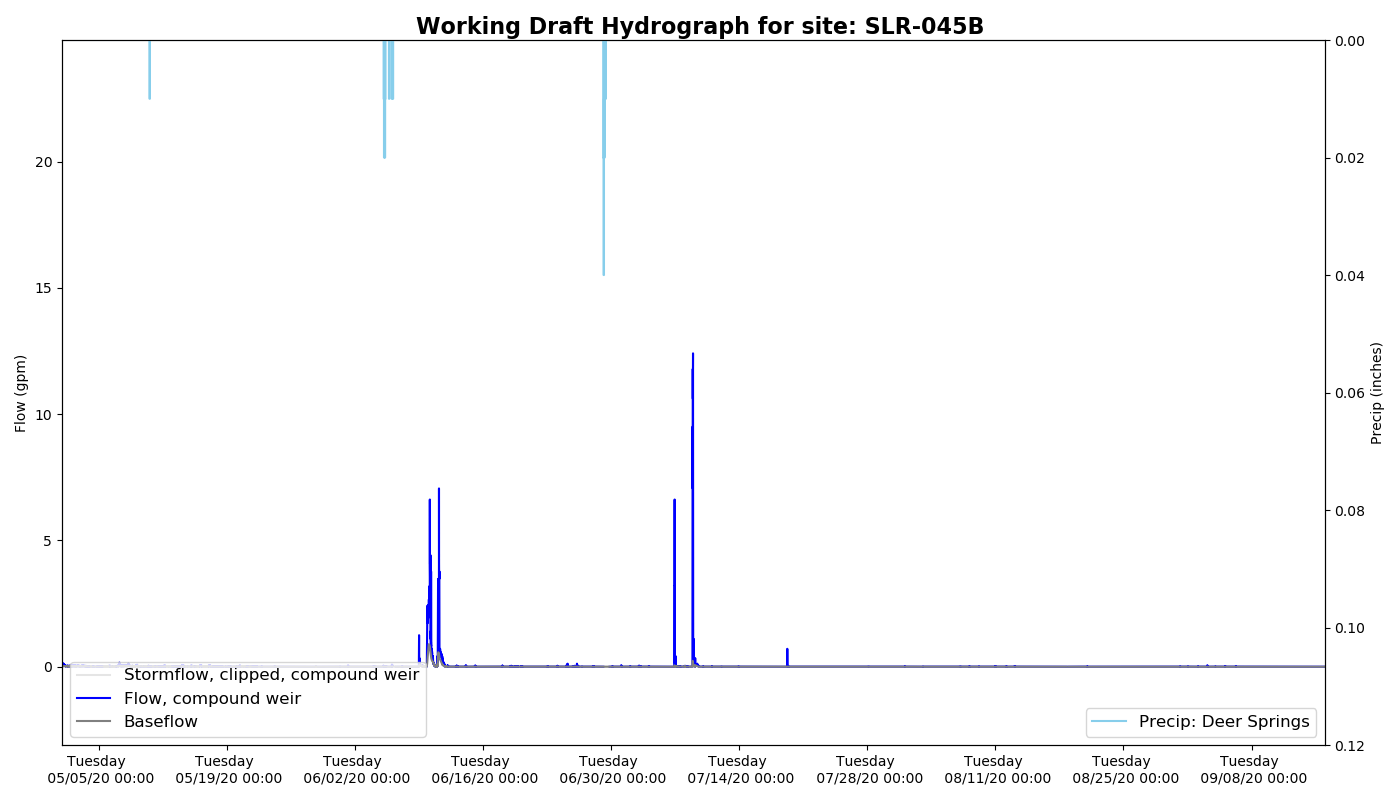 Working Draft Hydrograph for site: SLR-045B
Flow (gpm)
20
15
10
5
0
0.00
0.02
0.04
0.06
0.08
0.10
0.12
Precip (inches)
Stormflow, clipped, compound weir
Flow, compound weir
Baseflow
Precip: Deer Springs
Tuesday
05/05/20 00:00
Tuesday
05/19/20 00:00
Tuesday
06/02/20 00:00
Tuesday
06/16/20 00:00
Tuesday
06/30/20 00:00
Tuesday
07/14/20 00:00
Tuesday
07/28/20 00:00
Tuesday
08/11/20 00:00
Tuesday
08/25/20 00:00
Tuesday
09/08/20 00:00